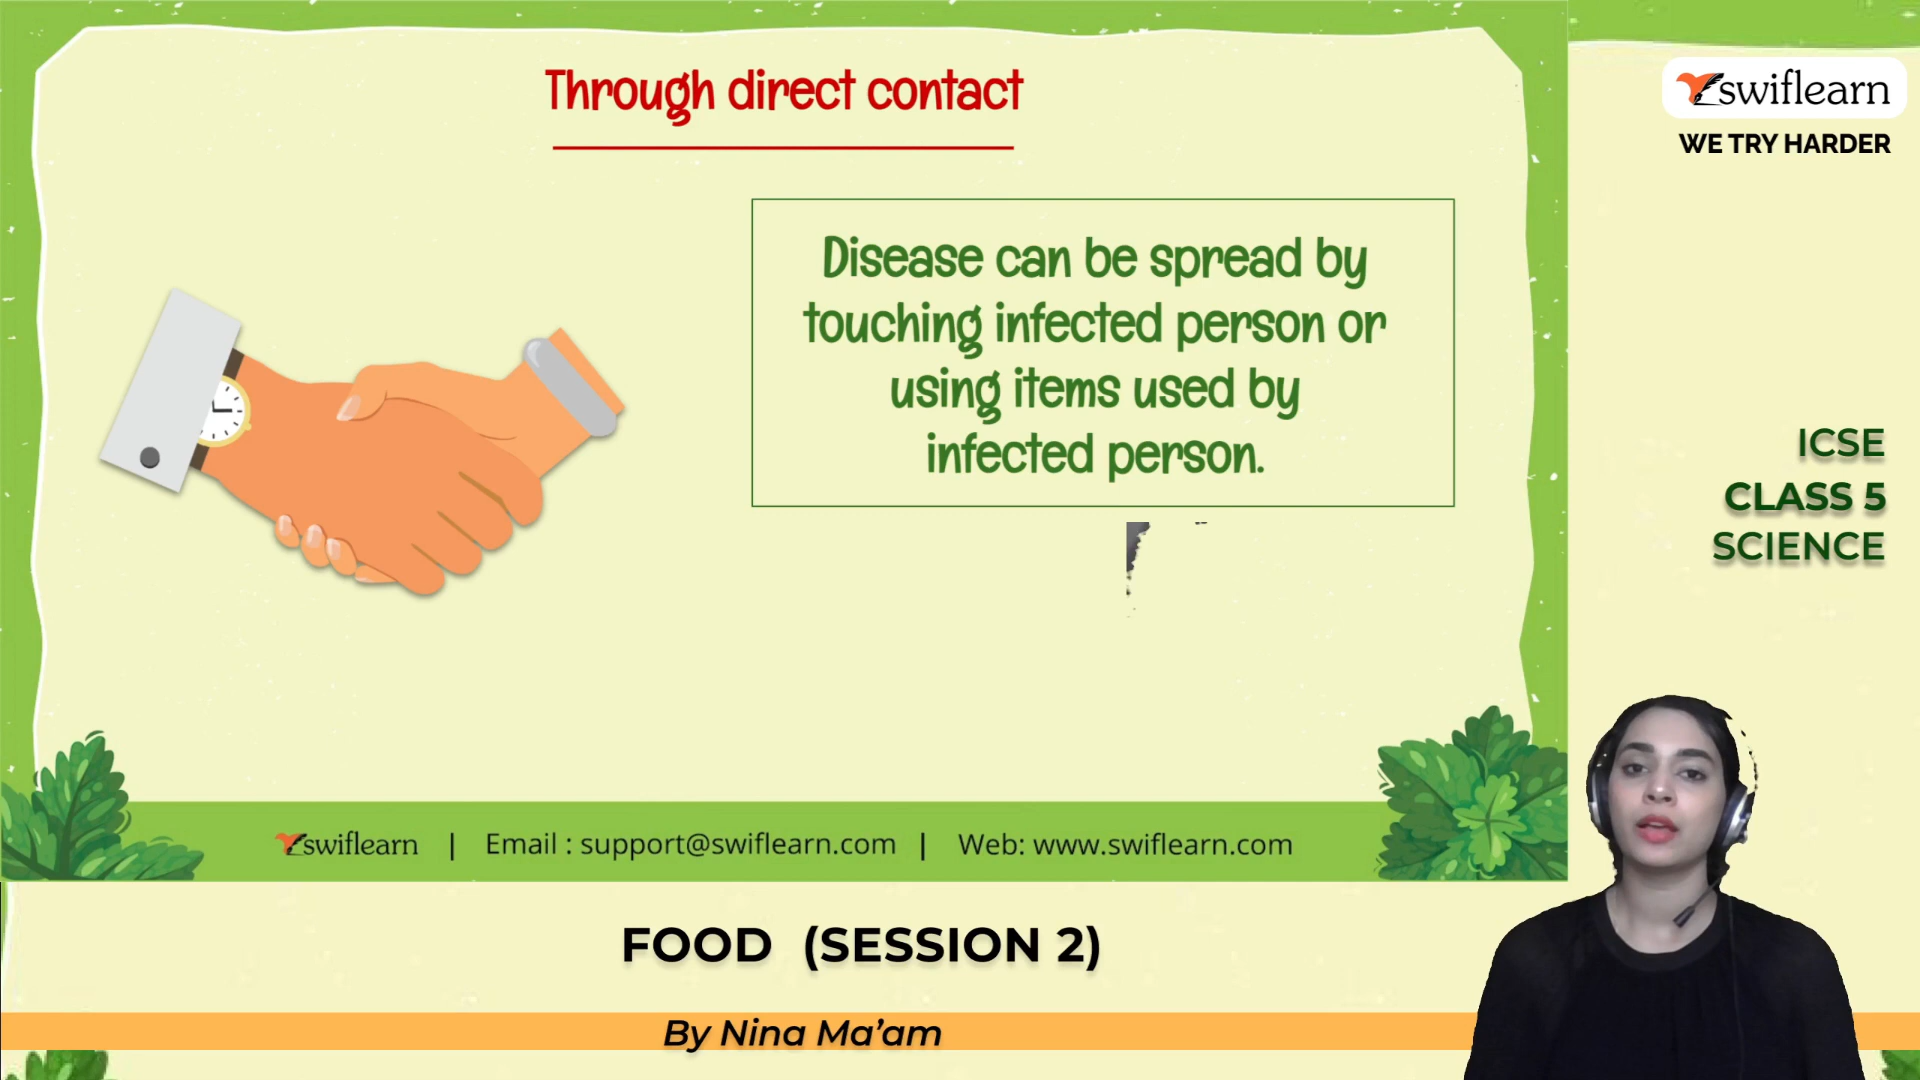 Through direct contact
Disease can be spread by
touching infected person or
using items used by
infected person.
swiflearn
WE TRY HARDER
ICSE
CLASS 5
SCIENCE
swiflearn | Email : support@swiflearn.com | Web: www.swiflearn.com
FOOD (SESSION 2)
By Nina Ma’am